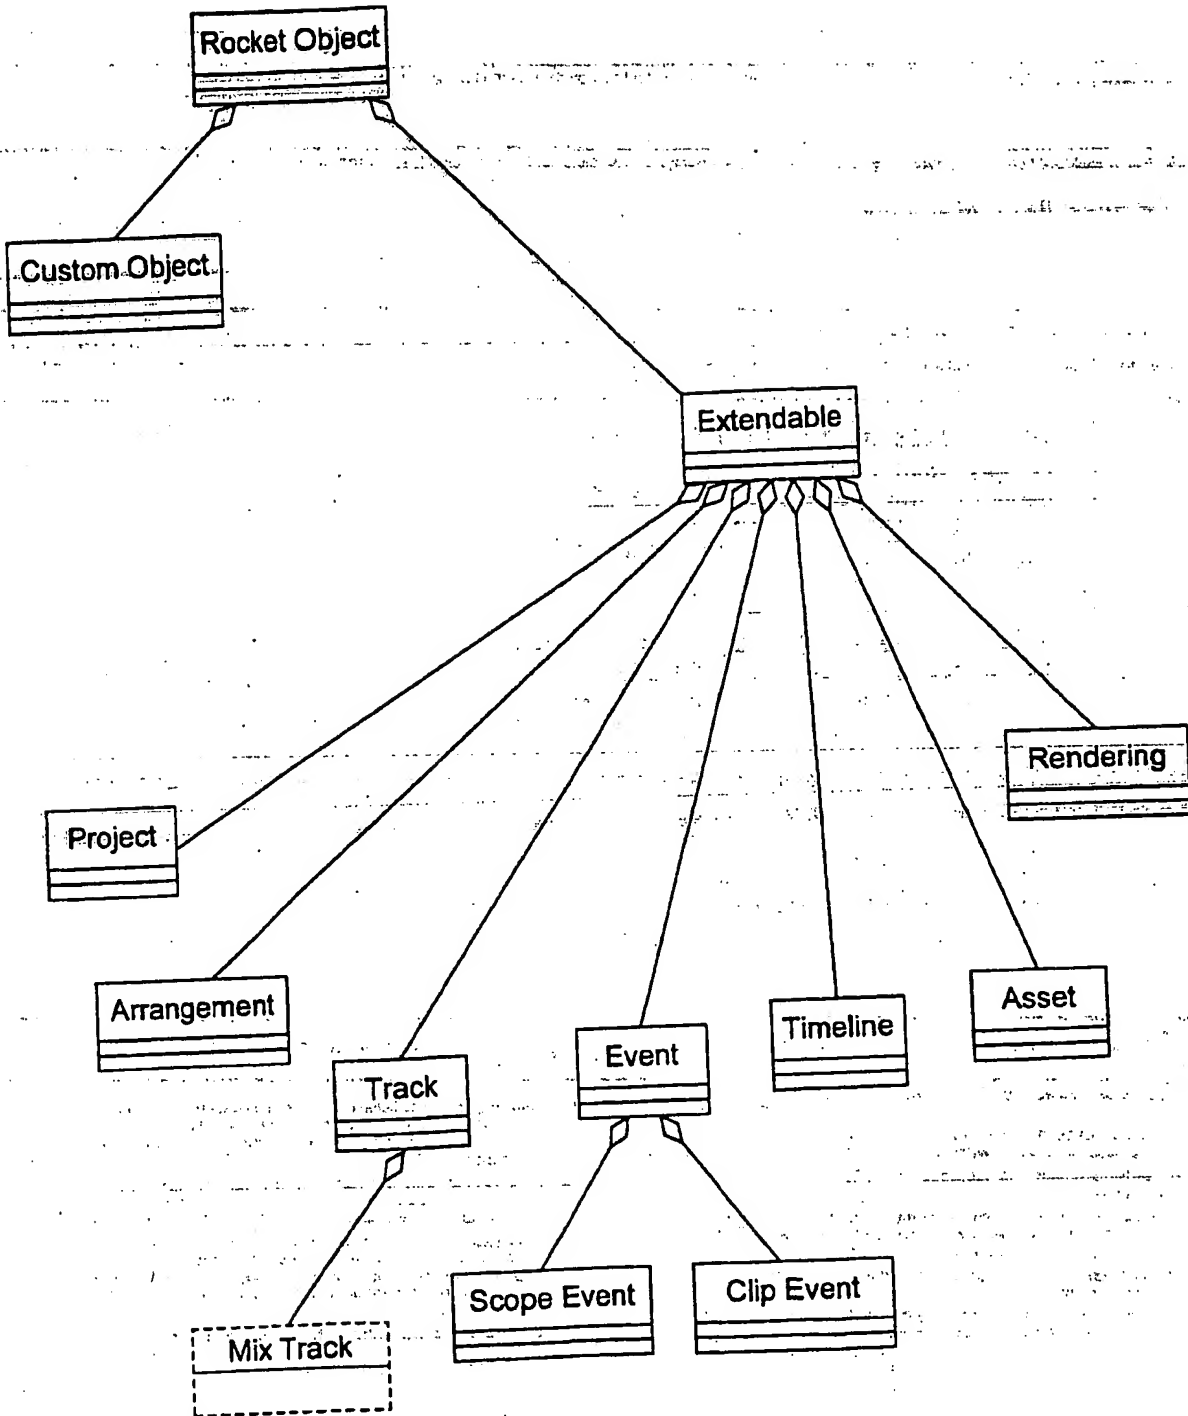 Rocket Object
Custom Object
Extendable
Rendering
Project
Arrangement
Asset
Timeline
Event
Track
Scope Event
Clip Event
Mix Track